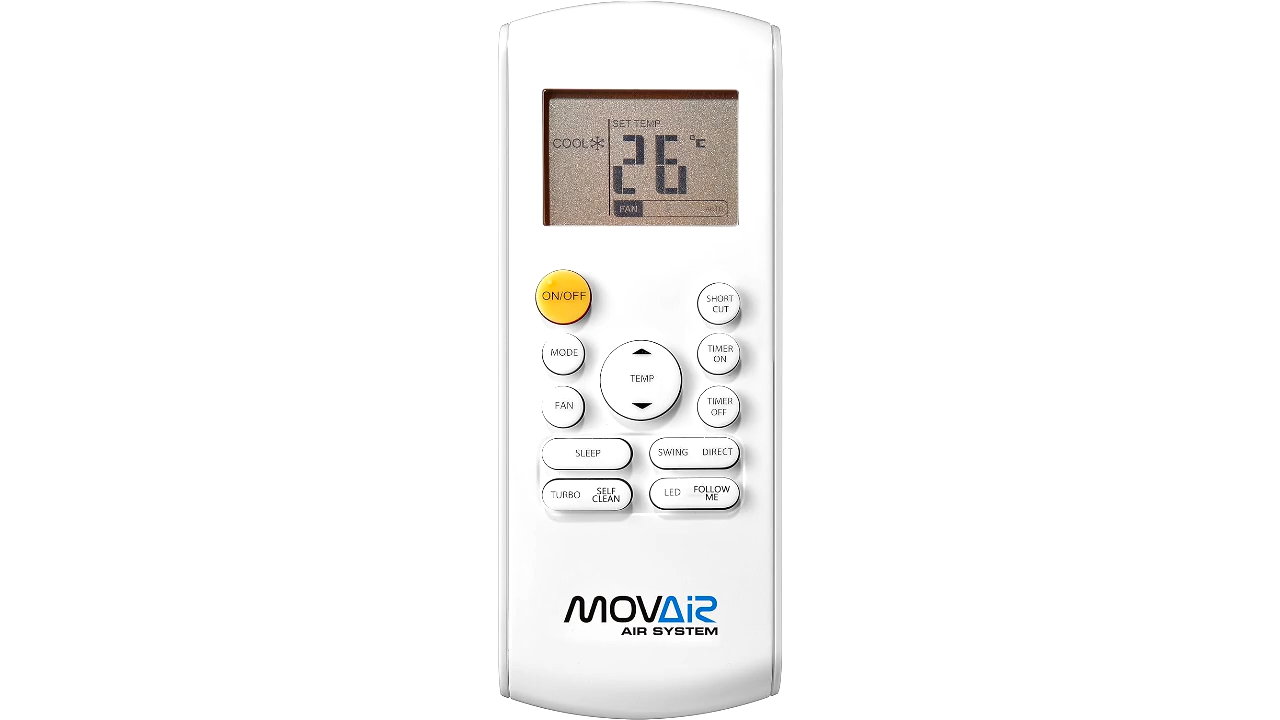 SET TEMP
COOL
26 °C
FAN
ON/OFF
SHORT
CUT
MODE
TIMER
ON
TEMP
FAN
TIMER
OFF
SLEEP
SWING DIRECT
TURBO SELF
CLEAN
LED FOLLOW
ME
MOVAiR
AIR SYSTEM